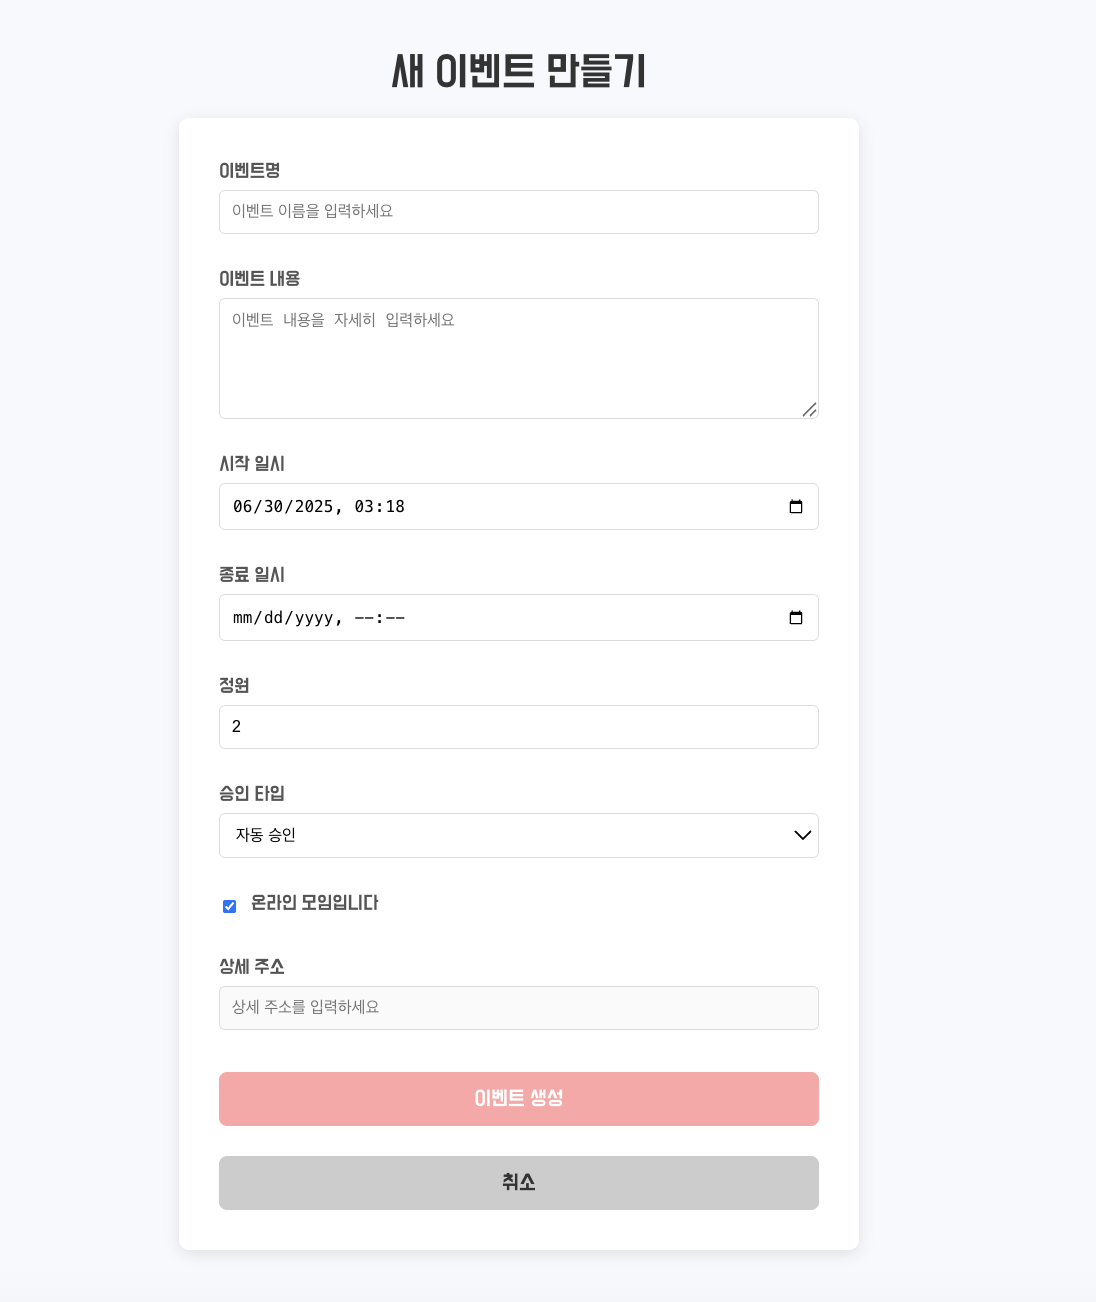 새 이벤트 만들기
이벤트명
이벤트 이름을 입력하세요
이벤트 내용
이벤트 내용을 자세히 입력하세요
시작 일시
06/30/2025, 03:18
종료 일시
mm/dd/yyyy, --:--
정원
2
승인 타입
자동 승인
온라인 모임입니다
상세 주소
상세 주소를 입력하세요
이벤트 생성
취소